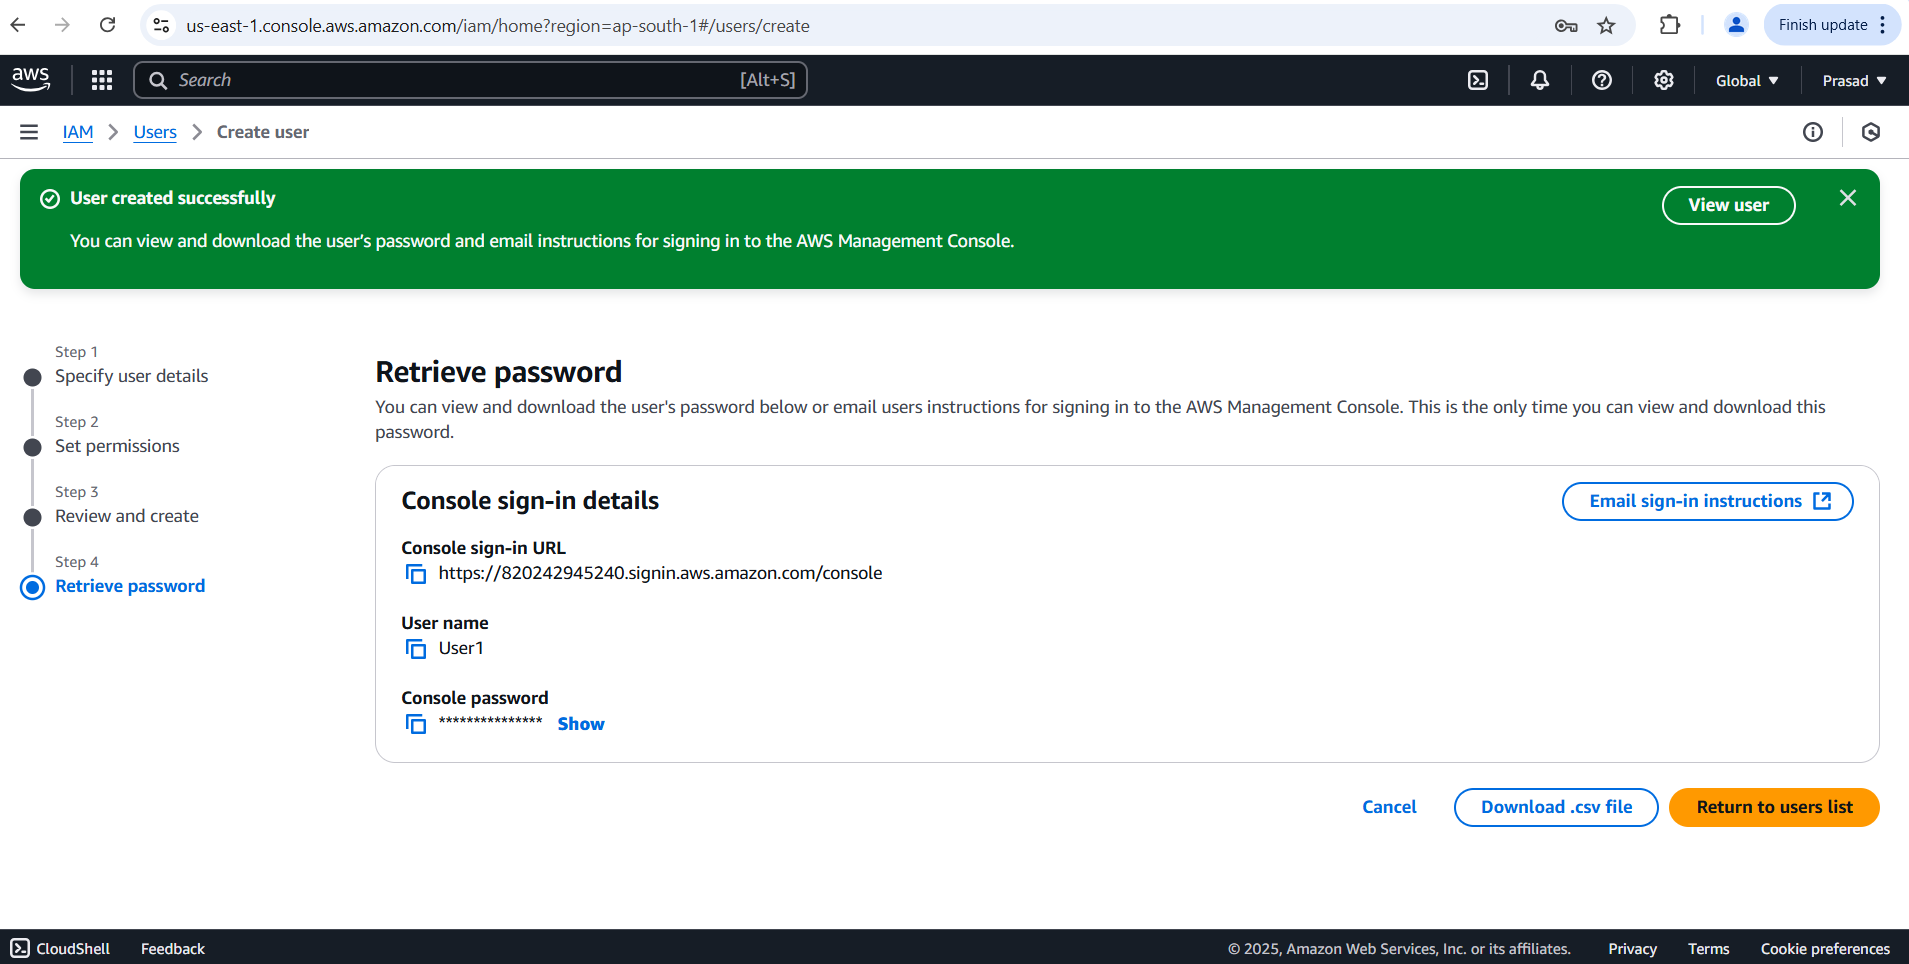 us-east-1.console.aws.amazon.com/iam/home?region=ap-south-1#/users/create
Finish update
aws
Search
[Alt+S]
Global
Prasad
IAM
Users
Create user
User created successfully
View user
You can view and download the user's password and email instructions for signing in to the AWS Management Console.
Step 1
Specify user details
Step 2
Set permissions
Step 3
Review and create
Step 4
Retrieve password
Retrieve password
You can view and download the user's password below or email users instructions for signing in to the AWS Management Console. This is the only time you can view and download this
password.
Console sign-in details
Email sign-in instructions
Console sign-in URL
https://820242945240.signin.aws.amazon.com/console
User name
User1
Console password
*************** Show
Cancel
Download .csv file
Return to users list
CloudShell
Feedback
© 2025, Amazon Web Services, Inc. or its affiliates.
Privacy
Terms
Cookie preferences